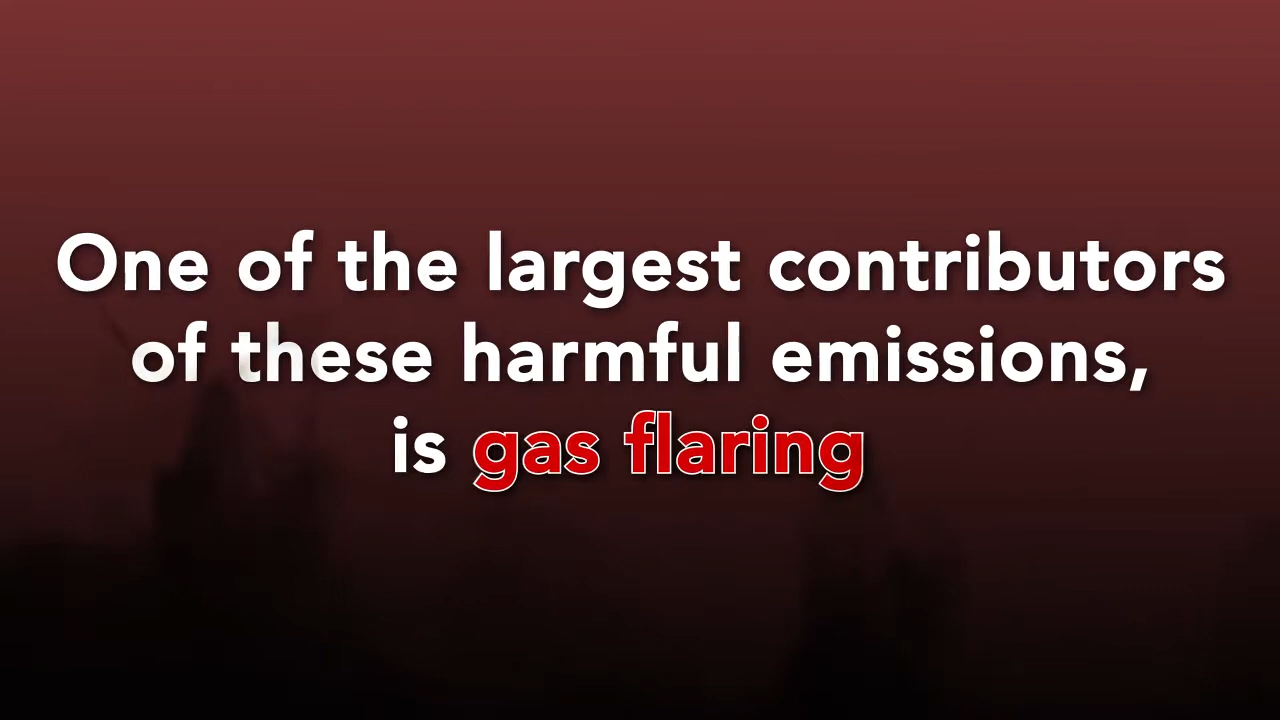 One of the largest contributors
of these harmful emissions,
is gas flaring